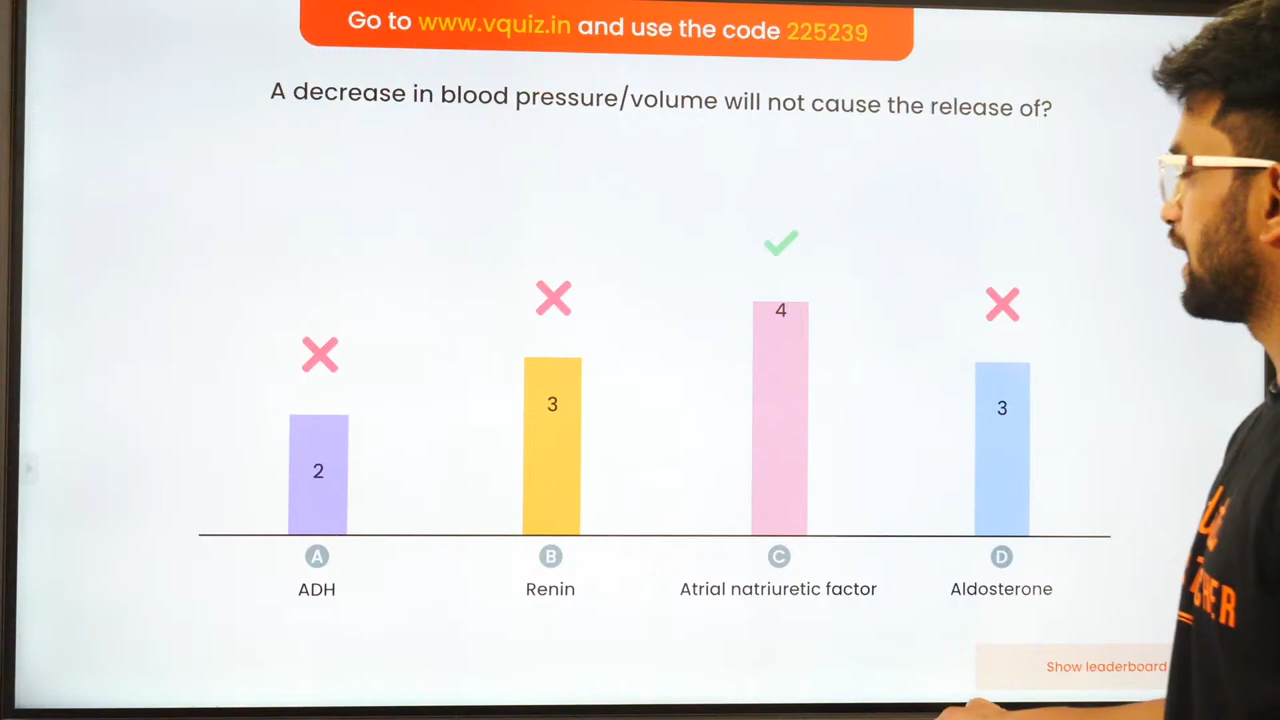 Go to www.vquiz.in and use the code 225239
A decrease in blood pressure/volume will not cause the release of?
2
3
4
3
A
B
C
D
ADH
Renin
Atrial natriuretic factor
Aldosterone
Show leaderboard